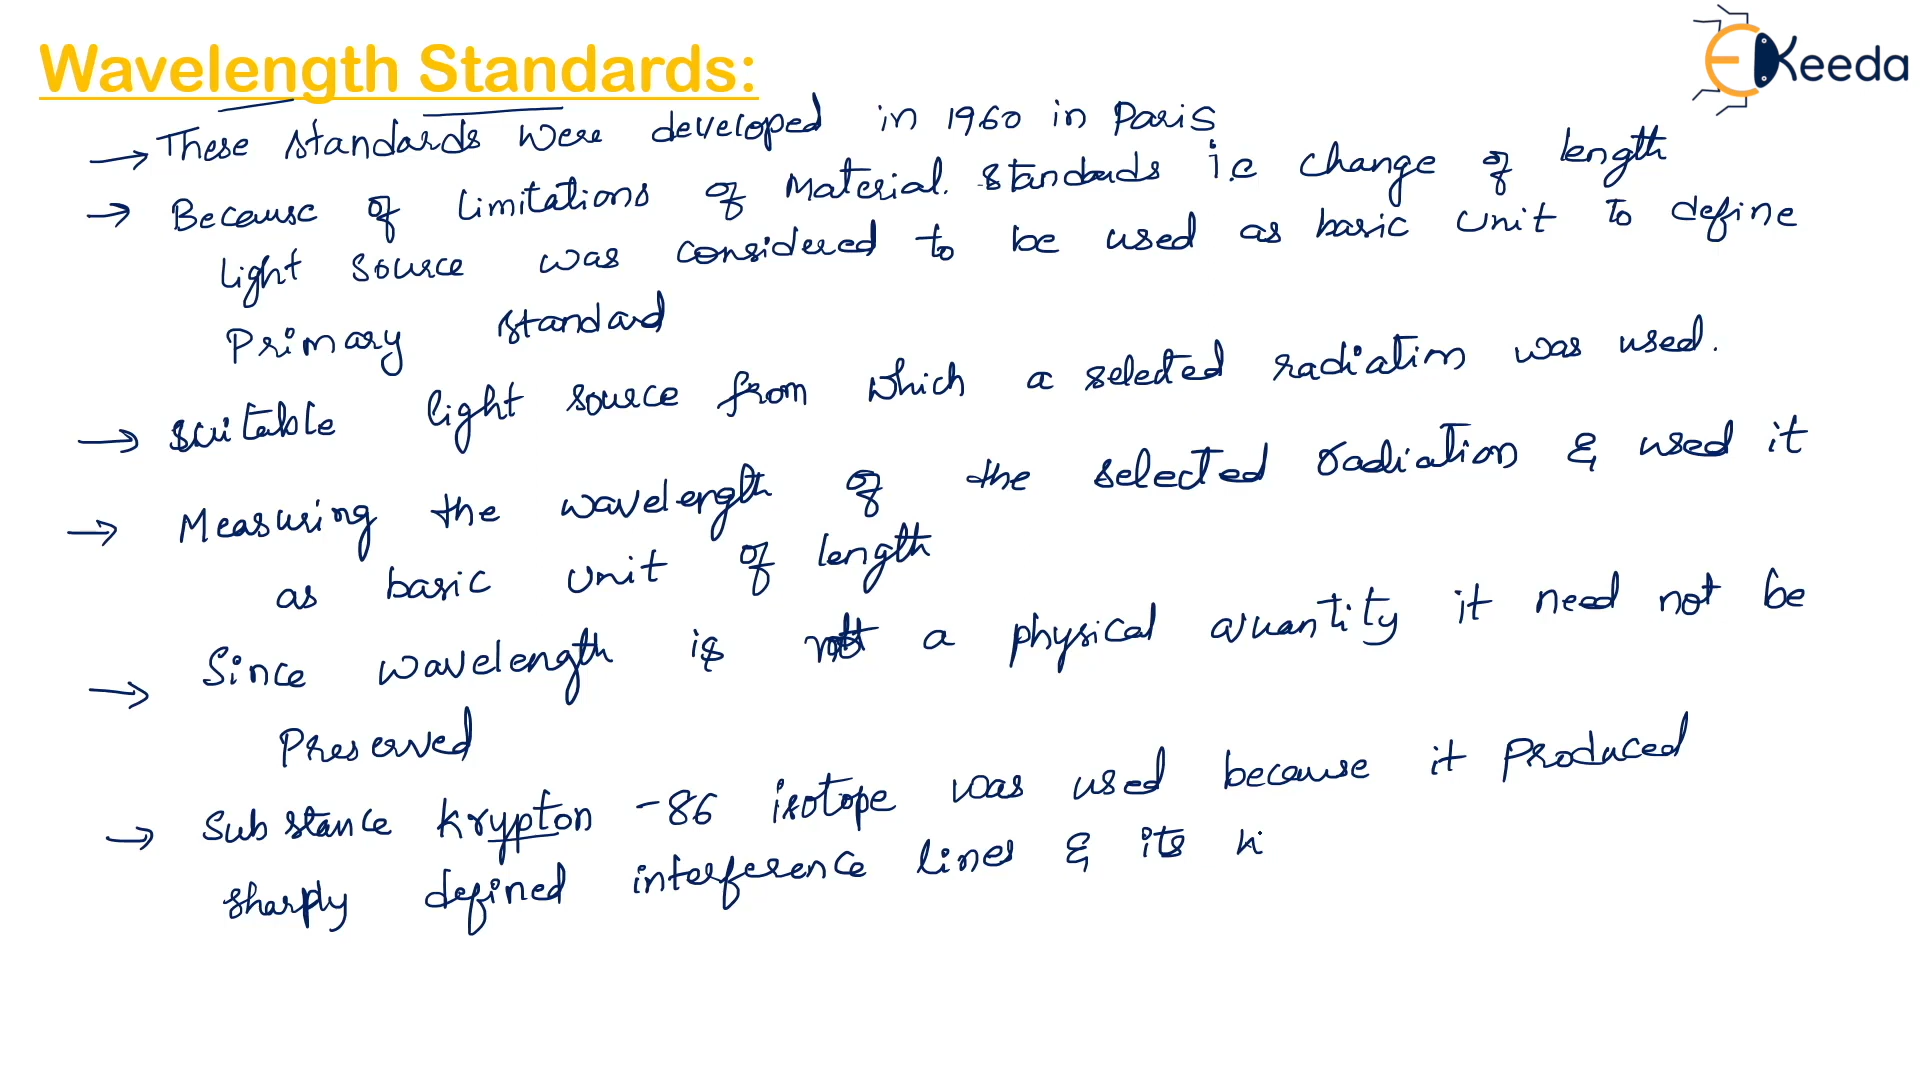 Wavelength Standards:
EKeeda
→ These standards were developed in 1960 in Paris
→ Because of limitations of Material. standards i.e change of length
light source was considered to be used as basic unit to define
Primary standard
→ suitable light source from which a selected radiation was used.
→ Measuring the wavelength of the selected radiation & used it
as basic unit of length
→ Since wavelength is not a physical quantity it need not be
Preserved
→ Substance krypton -86 isotope was used because it Produced
sharply defined interference lines & its